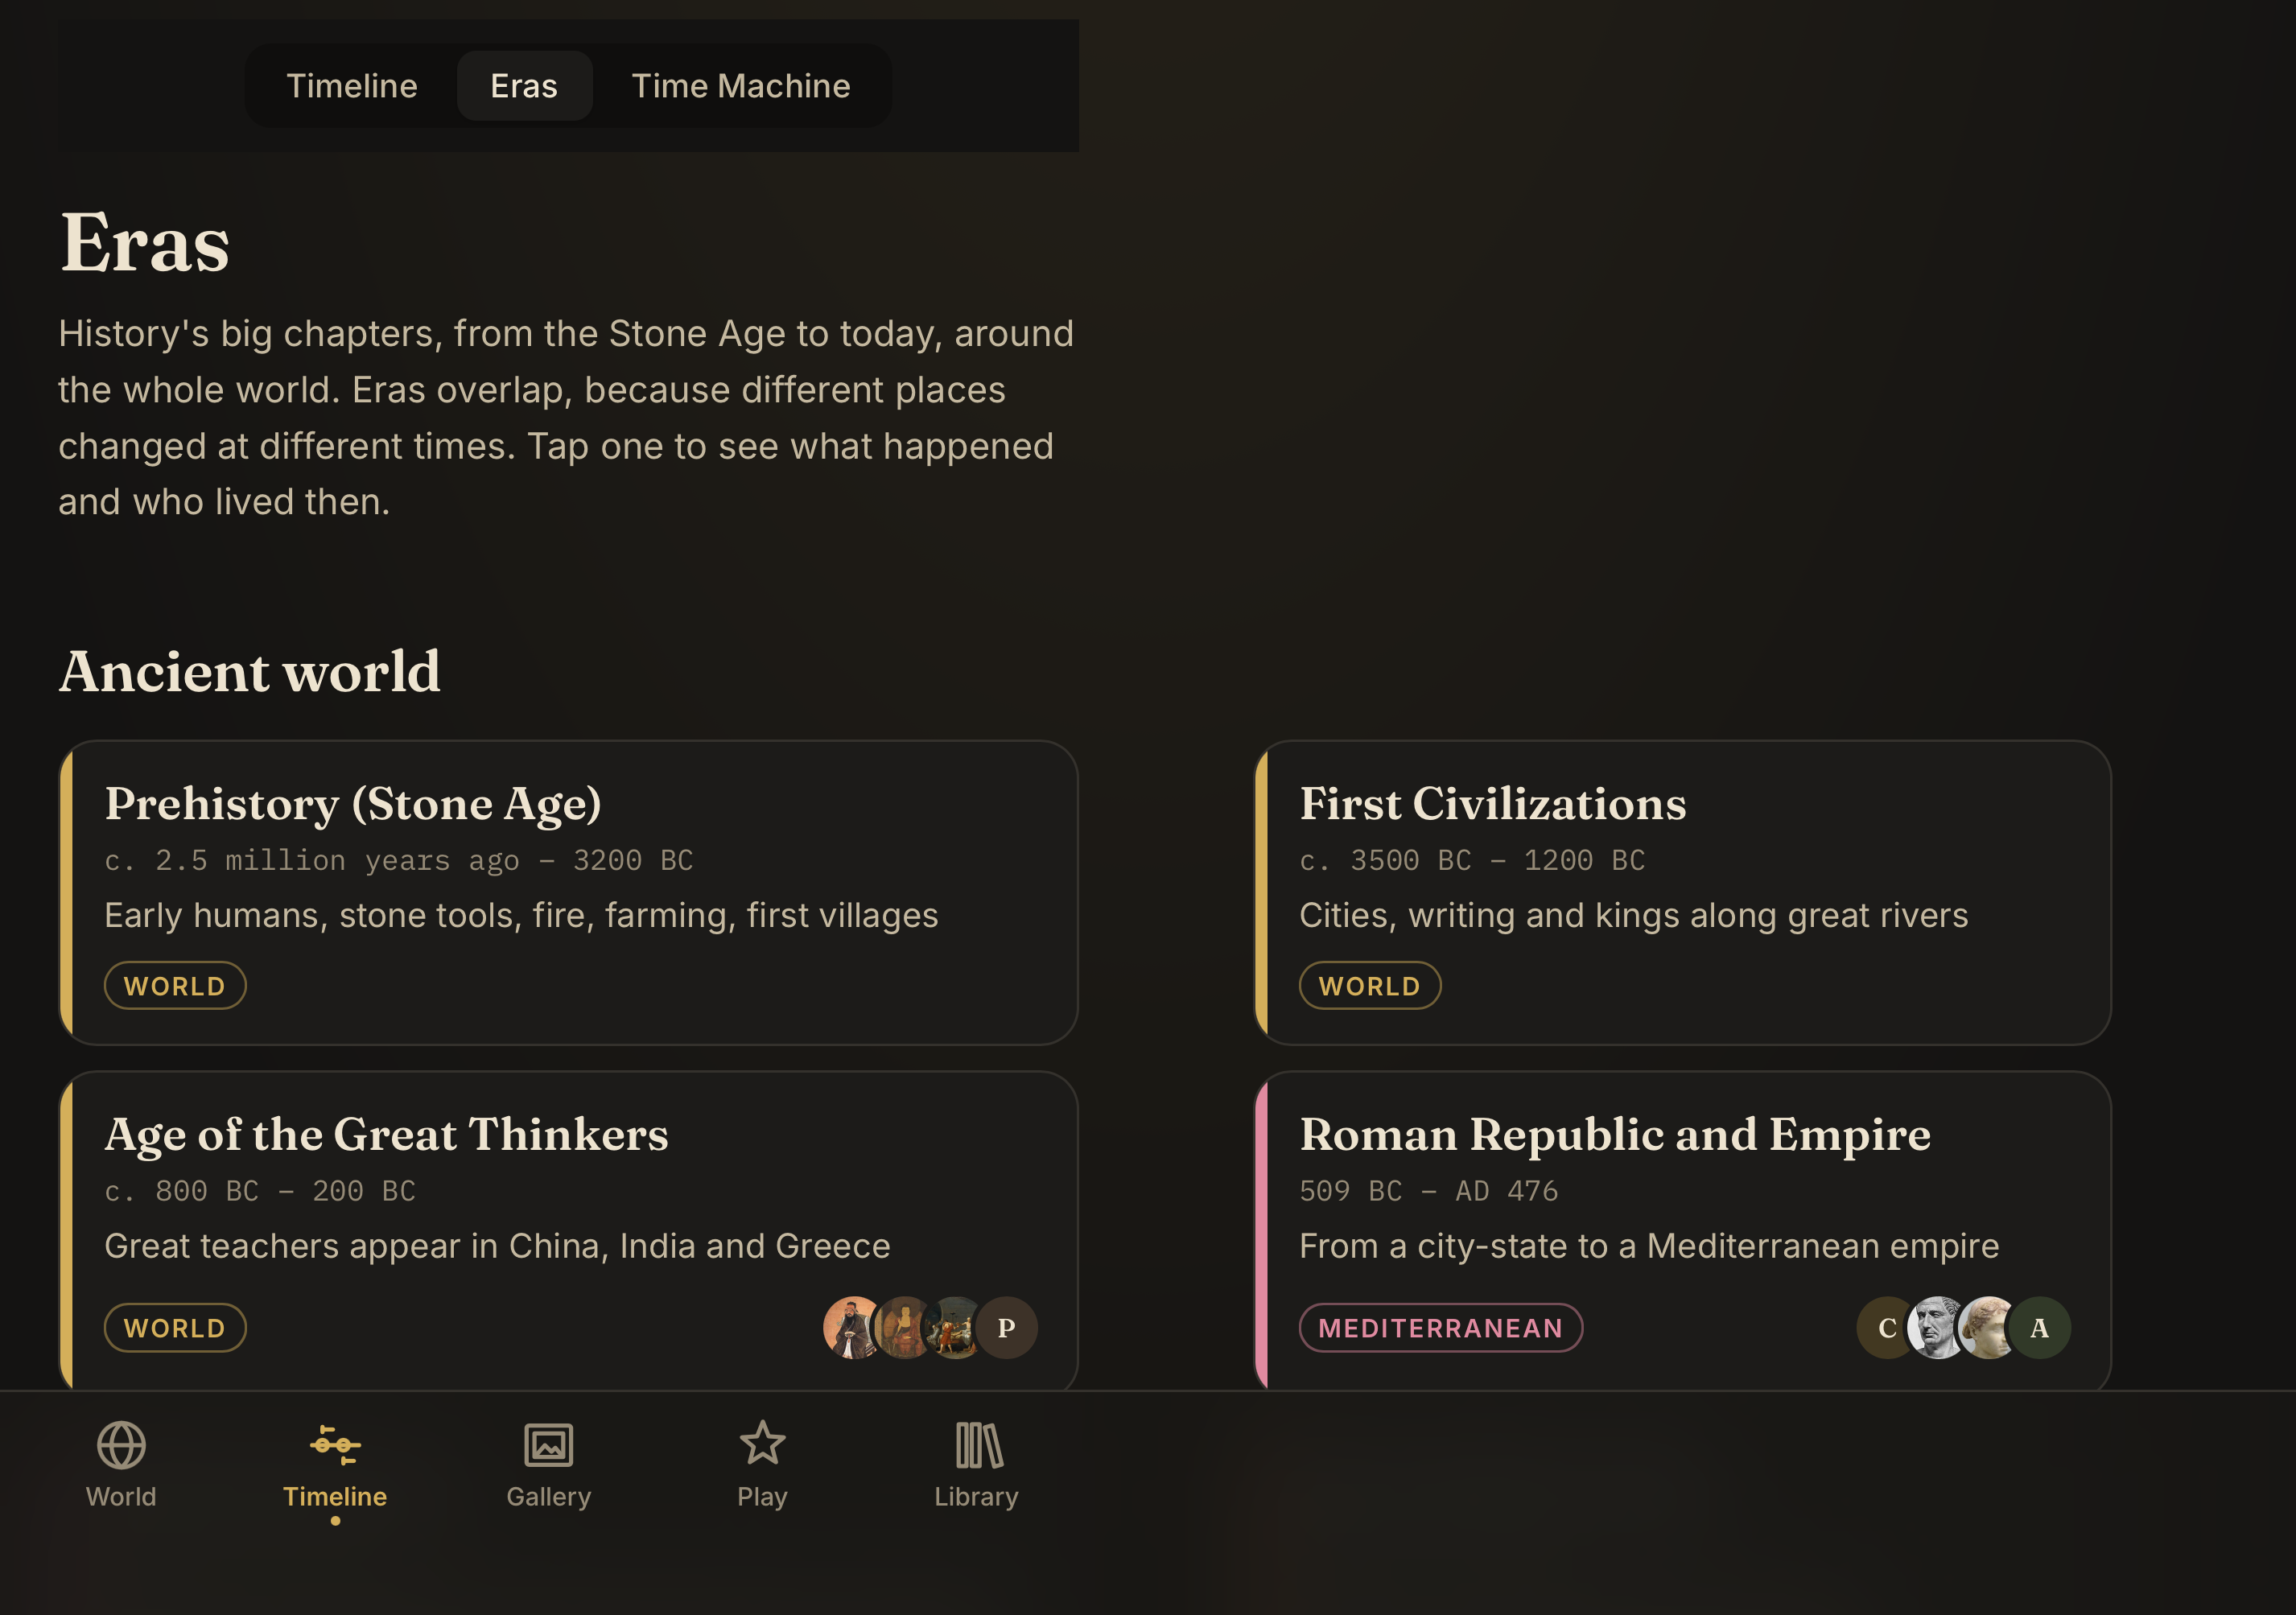 Timeline
Eras
Time Machine
Eras
History's big chapters, from the Stone Age to today, around
the whole world. Eras overlap, because different places
changed at different times. Tap one to see what happened
and who lived then.
Ancient world
Prehistory (Stone Age)
c. 2.5 million years ago – 3200 BC
Early humans, stone tools, fire, farming, first villages
WORLD
First Civilizations
c. 3500 BC – 1200 BC
Cities, writing and kings along great rivers
WORLD
Age of the Great Thinkers
c. 800 BC – 200 BC
Great teachers appear in China, India and Greece
WORLD
P
Roman Republic and Empire
509 BC – AD 476
From a city-state to a Mediterranean empire
MEDITERRANEAN
C
A
World
Timeline
Gallery
Play
Library